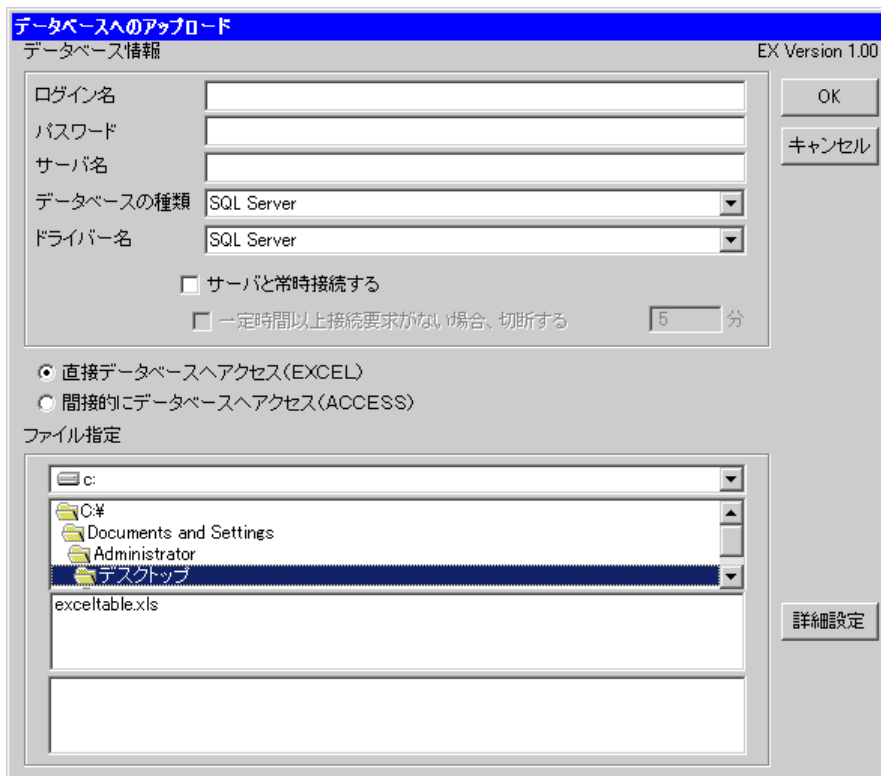 データベースへのアップロード
データベース情報
EX Version 1.00
ログイン名
OK
パスワード
キャンセル
サーバ名
データベースの種類 SQL Server
ドライバー名 SQL Server
サーバと常時接続する
一定時間以上接続要求がない場合、切断する 5 分
直接データベースへアクセス(EXCEL)
間接的にデータベースへアクセス(ACCESS)
ファイル指定
c:
C:¥
Documents and Settings
Administrator
デスクトップ
exceltable.xls
詳細設定